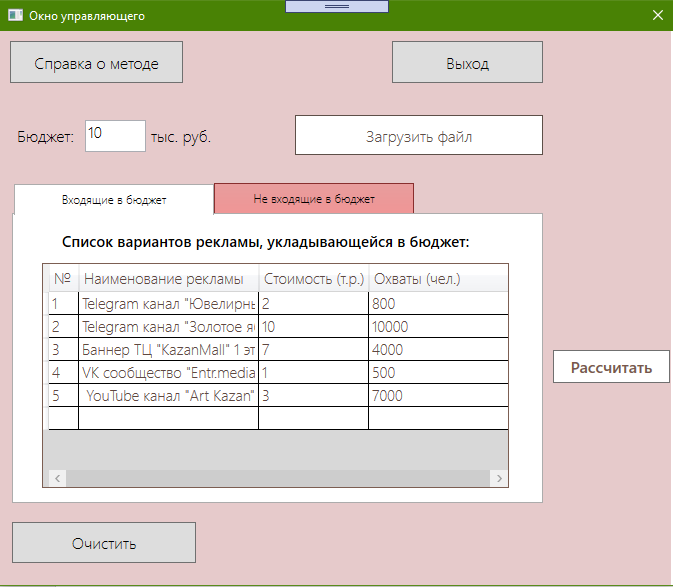 Окно управляющего
Справка о методе
Выход
Бюджет: 10 тыс. руб.
Загрузить файл
Входящие в бюджет
Не входящие в бюджет
Список вариантов рекламы, укладывающейся в бюджет:
№ Наименование рекламы Стоимость (т.р.) Охваты (чел.)
1 Telegram канал "Ювелирны 2 800
2 Telegram канал "Золотое 10 10000
3 Баннер ТЦ "KazanMall" 1 эт 7 4000
4 VK сообщество "Entr.media 1 500
5 YouTube канал "Art Kazan" 3 7000
Рассчитать
Очистить